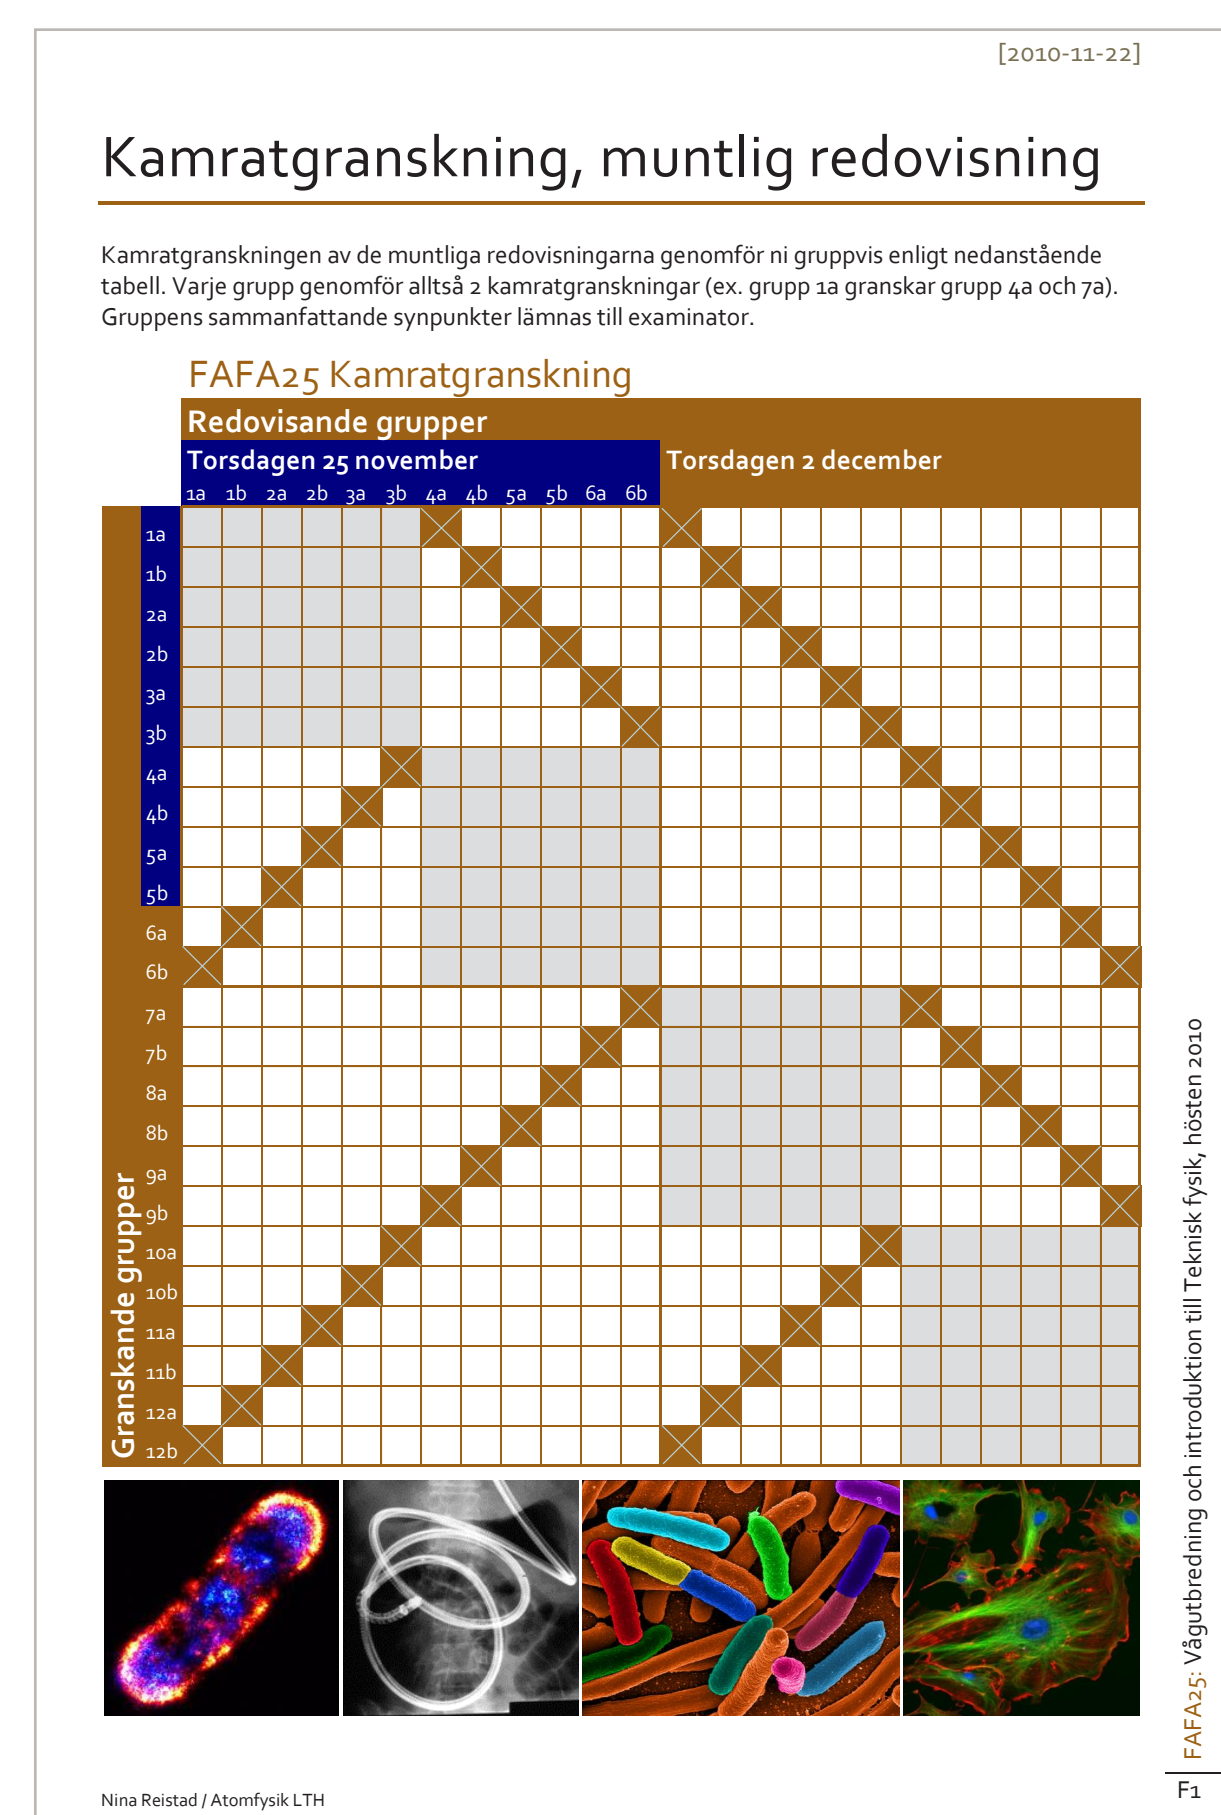 [2010-11-22]
Kamratgranskning, muntlig redovisning
Kamratgranskningen av de muntliga redovisningarna genomför ni gruppvis enligt nedanstående
tabell. Varje grupp genomför alltså 2 kamratgranskningar (ex. grupp 1a granskar grupp 4a och 7a).
Gruppens sammanfattande synpunkter lämnas till examinator.
FAFA25 Kamratgranskning
Redovisande grupper
Torsdagen 25 november Torsdagen 2 december
1a 1b 2a 2b 3a 3b 4a 4b 5a 5b 6a 6b
Granskande grupper
1a
1b
2a
2b
3a
3b
4a
4b
5a
5b
6a
6b
7a
7b
8a
8b
9a
9b
10a
10b
11a
11b
12a
12b
FAFA25: Vågutbredning och introduktion till Teknisk fysik, hösten 2010
F1
Nina Reistad / Atomfysik LTH